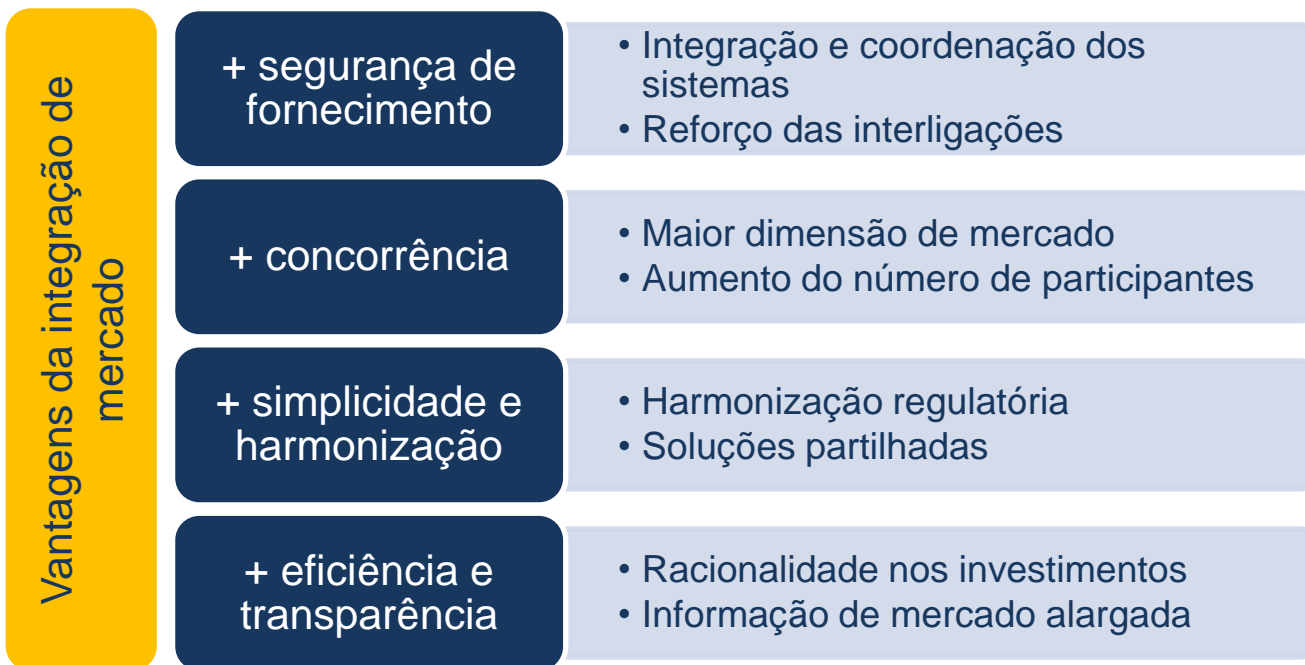 Vantagens da integração de
mercado
+ segurança de
fornecimento
• Integração e coordenação dos
sistemas
• Reforço das interligações
+ concorrência
• Maior dimensão de mercado
• Aumento do número de participantes
+ simplicidade e
harmonização
• Harmonização regulatória
• Soluções partilhadas
+ eficiência e
transparência
• Racionalidade nos investimentos
• Informação de mercado alargada